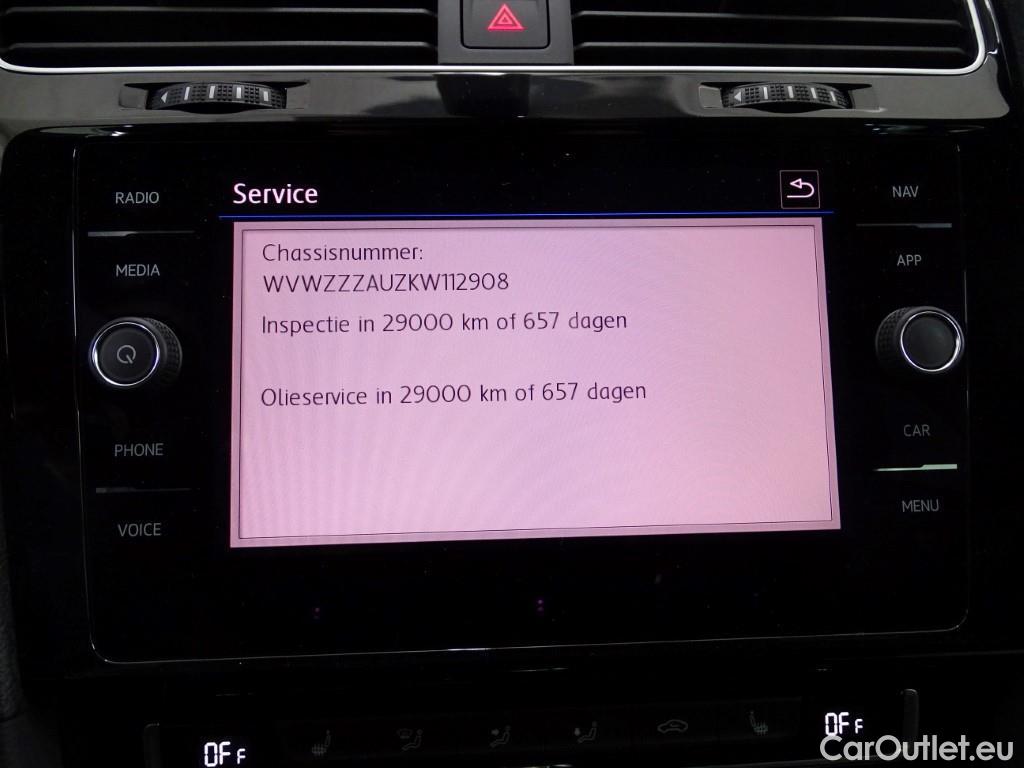 RADIO
MEDIA
PHONE
VOICE
Service
Chassisnummer:
WVWZZZAUZKW112908
Inspectie in 29000 km of 657 dagen
Olieservice in 29000 km of 657 dagen
NAV
APP
CAR
MENU
OFF
OFF
CarOutlet.eu